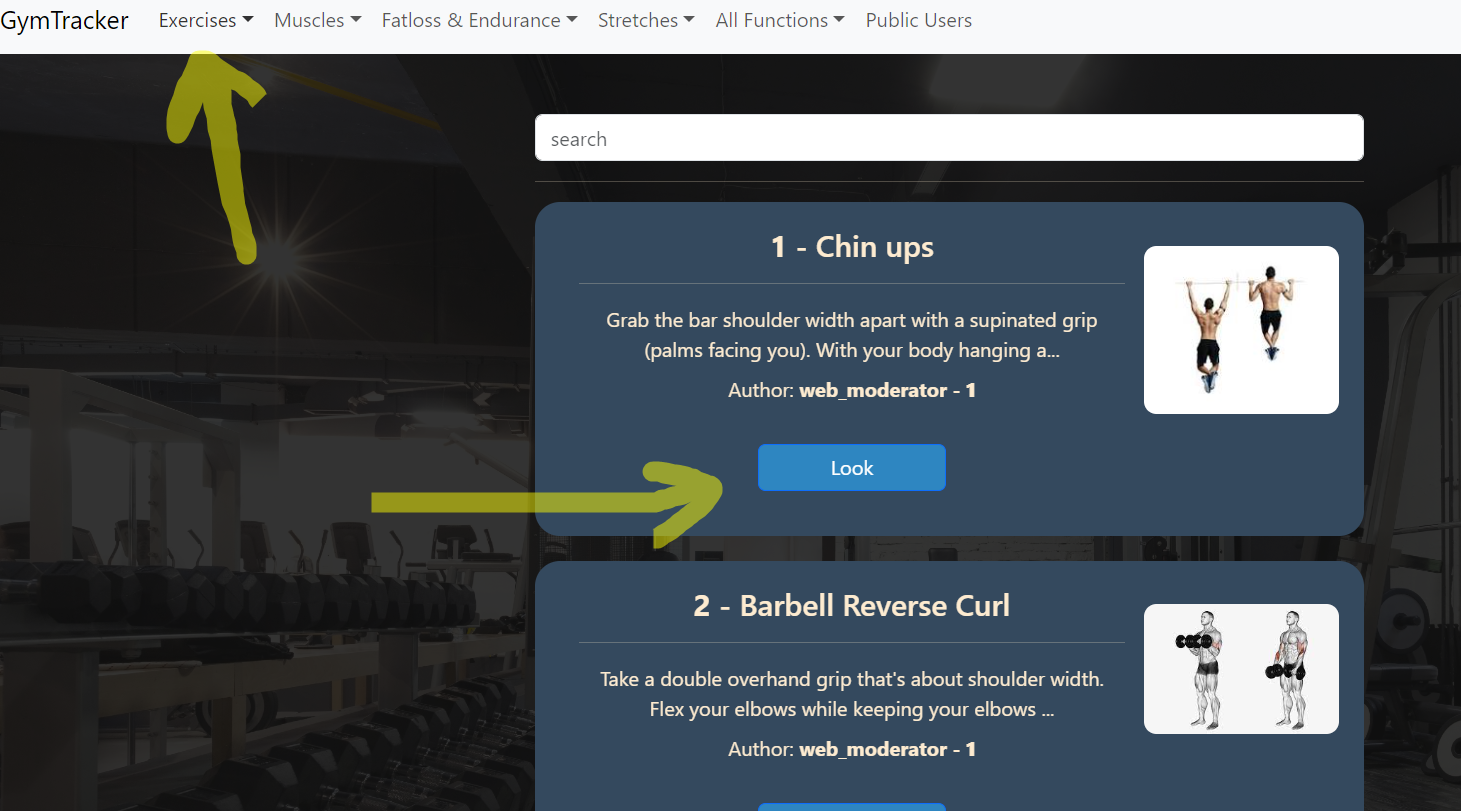 GymTracker Exercises Muscles Fatloss & Endurance Stretches All Functions Public Users
search
1 - Chin ups
Grab the bar shoulder width apart with a supinated grip
(palms facing you). With your body hanging a...
Author: web_moderator - 1
Look
2 - Barbell Reverse Curl
Take a double overhand grip that's about shoulder width.
Flex your elbows while keeping your elbows ...
Author: web_moderator - 1